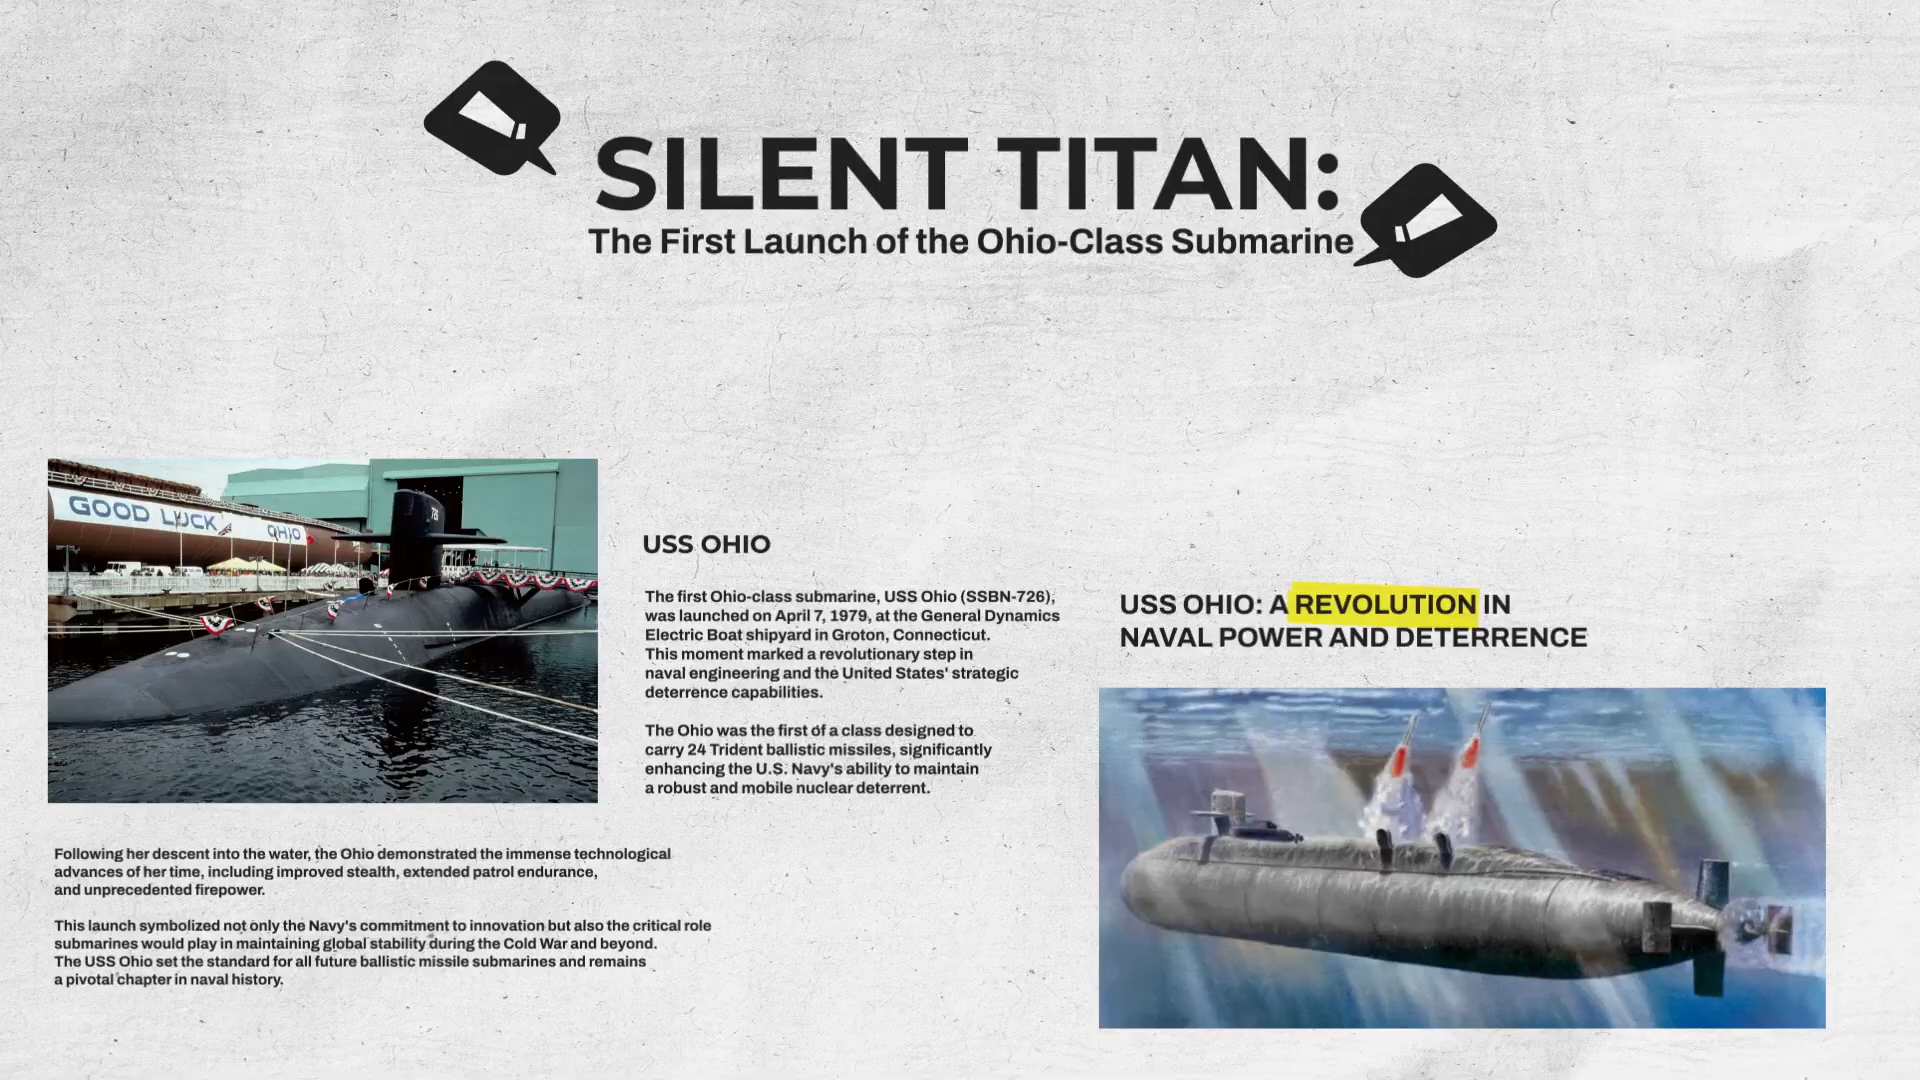 SILENT TITAN:
The First Launch of the Ohio-Class Submarine
GOOD LUCK
OHIO
726
USS OHIO
The first Ohio-class submarine, USS Ohio (SSBN-726),
was launched on April 7, 1979, at the General Dynamics
Electric Boat shipyard in Groton, Connecticut.
This moment marked a revolutionary step in
naval engineering and the United States' strategic
deterrence capabilities.
The Ohio was the first of a class designed to
carry 24 Trident ballistic missiles, significantly
enhancing the U.S. Navy's ability to maintain
a robust and mobile nuclear deterrent.
Following her descent into the water, the Ohio demonstrated the immense technological
advances of her time, including improved stealth, extended patrol endurance,
and unprecedented firepower.
This launch symbolized not only the Navy's commitment to innovation but also the critical role
submarines would play in maintaining global stability during the Cold War and beyond.
The USS Ohio set the standard for all future ballistic missile submarines and remains
a pivotal chapter in naval history.
USS OHIO: A REVOLUTION IN
NAVAL POWER AND DETERRENCE